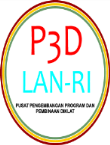 P3D
LAN-RI
PUSAT PENGEMBANGAN PROGRAM DAN
PEMBINAAN DIKLAT